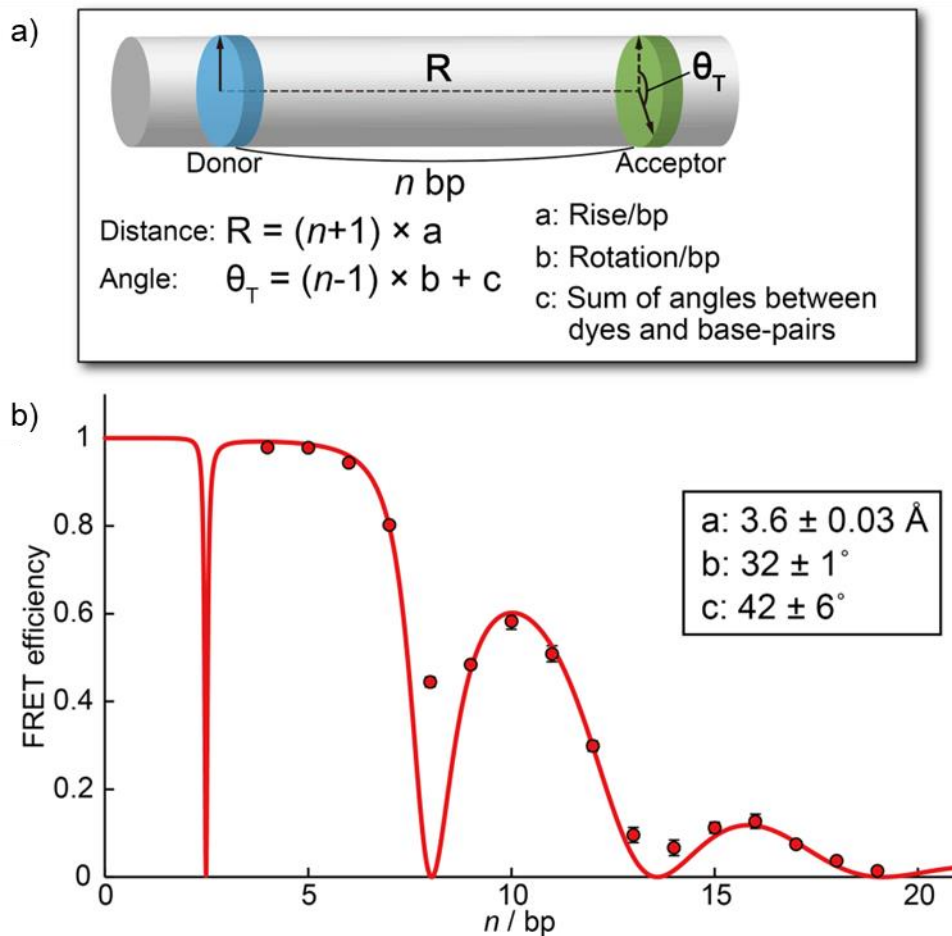 a)
R
θT
Donor
Acceptor
n bp
Distance: R = (n+1) × a
Angle: θT = (n-1) × b + c
a: Rise/bp
b: Rotation/bp
c: Sum of angles between
dyes and base-pairs
b)
FRET efficiency
1
0.8
0.6
0.4
0.2
0
a: 3.6 ± 0.03 Å
b: 32 ± 1°
c: 42 ± 6°
0 5 10 15 20
n / bp